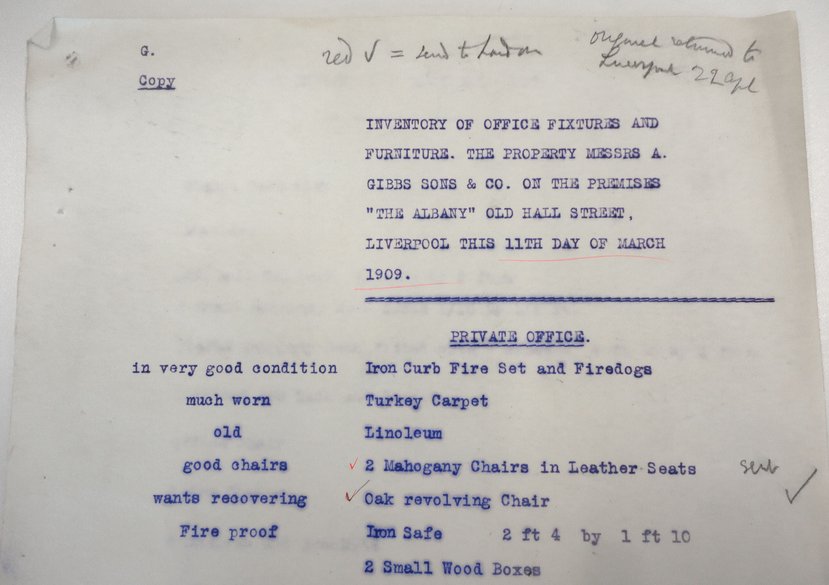 G.
Copy
red ✓ = send to London
original returned to
Liverpool 22 Apl
INVENTORY OF OFFICE FIXTURES AND
FURNITURE. THE PROPERTY MESSRS A.
GIBBS SONS & CO. ON THE PREMISES
"THE ALBANY" OLD HALL STREET,
LIVERPOOL THIS 11TH DAY OF MARCH
1909.
PRIVATE OFFICE.
in very good condition Iron Curb Fire Set and Firedogs
much worn Turkey Carpet
old Linoleum
good chairs ✓ 2 Mahogany Chairs in Leather Seats sent ✓
wants recovering ✓ Oak revolving Chair
Fire proof Iron Safe 2 ft 4 by 1 ft 10
2 Small Wood Boxes